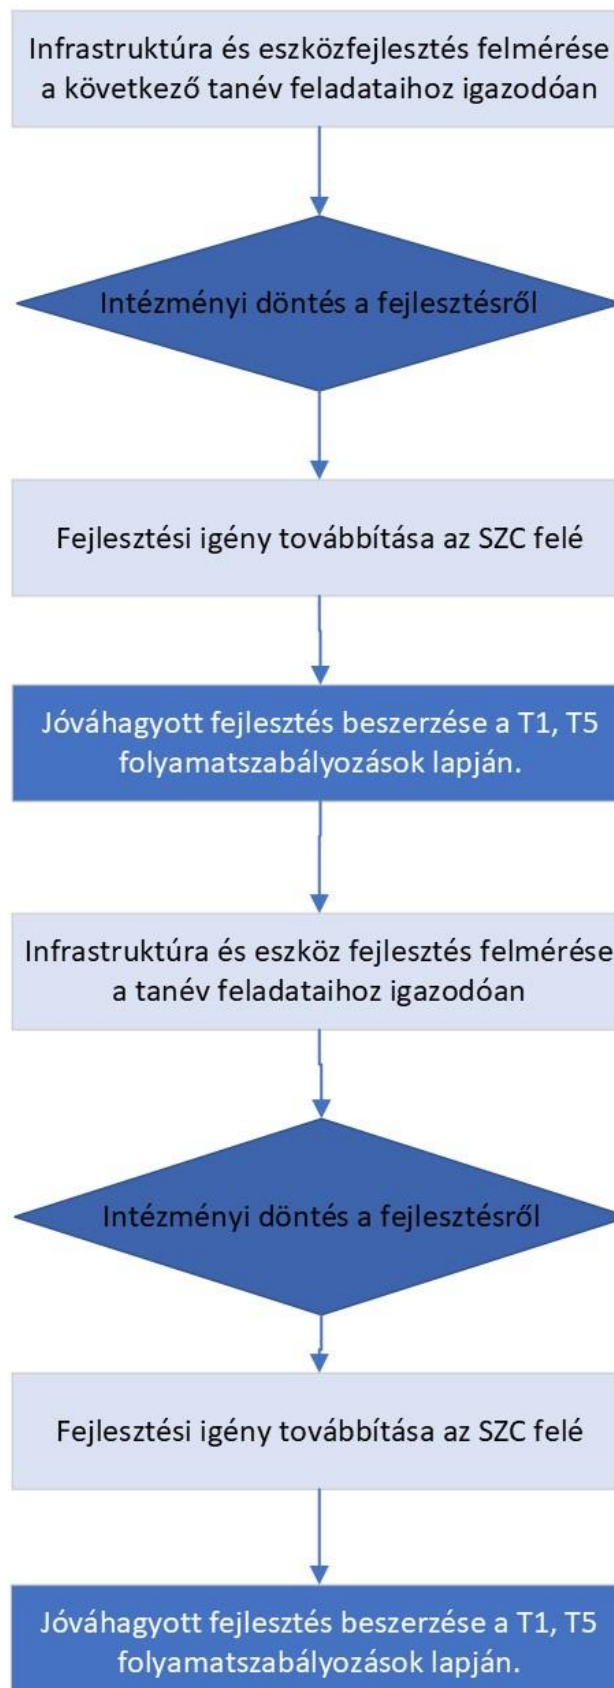 Infrastruktúra és eszközfejlesztés felmérése
a következő tanév feladataihoz igazodóan
Intézményi döntés a fejlesztésről
Fejlesztési igény továbbítása az SZC felé
Jóváhagyott fejlesztés beszerzése a T1, T5
folyamatszabályozások lapján.
Infrastruktúra és eszköz fejlesztés felmérése
a tanév feladataihoz igazodóan
Intézményi döntés a fejlesztésről
Fejlesztési igény továbbítása az SZC felé
Jóváhagyott fejlesztés beszerzése a T1, T5
folyamatszabályozások lapján.